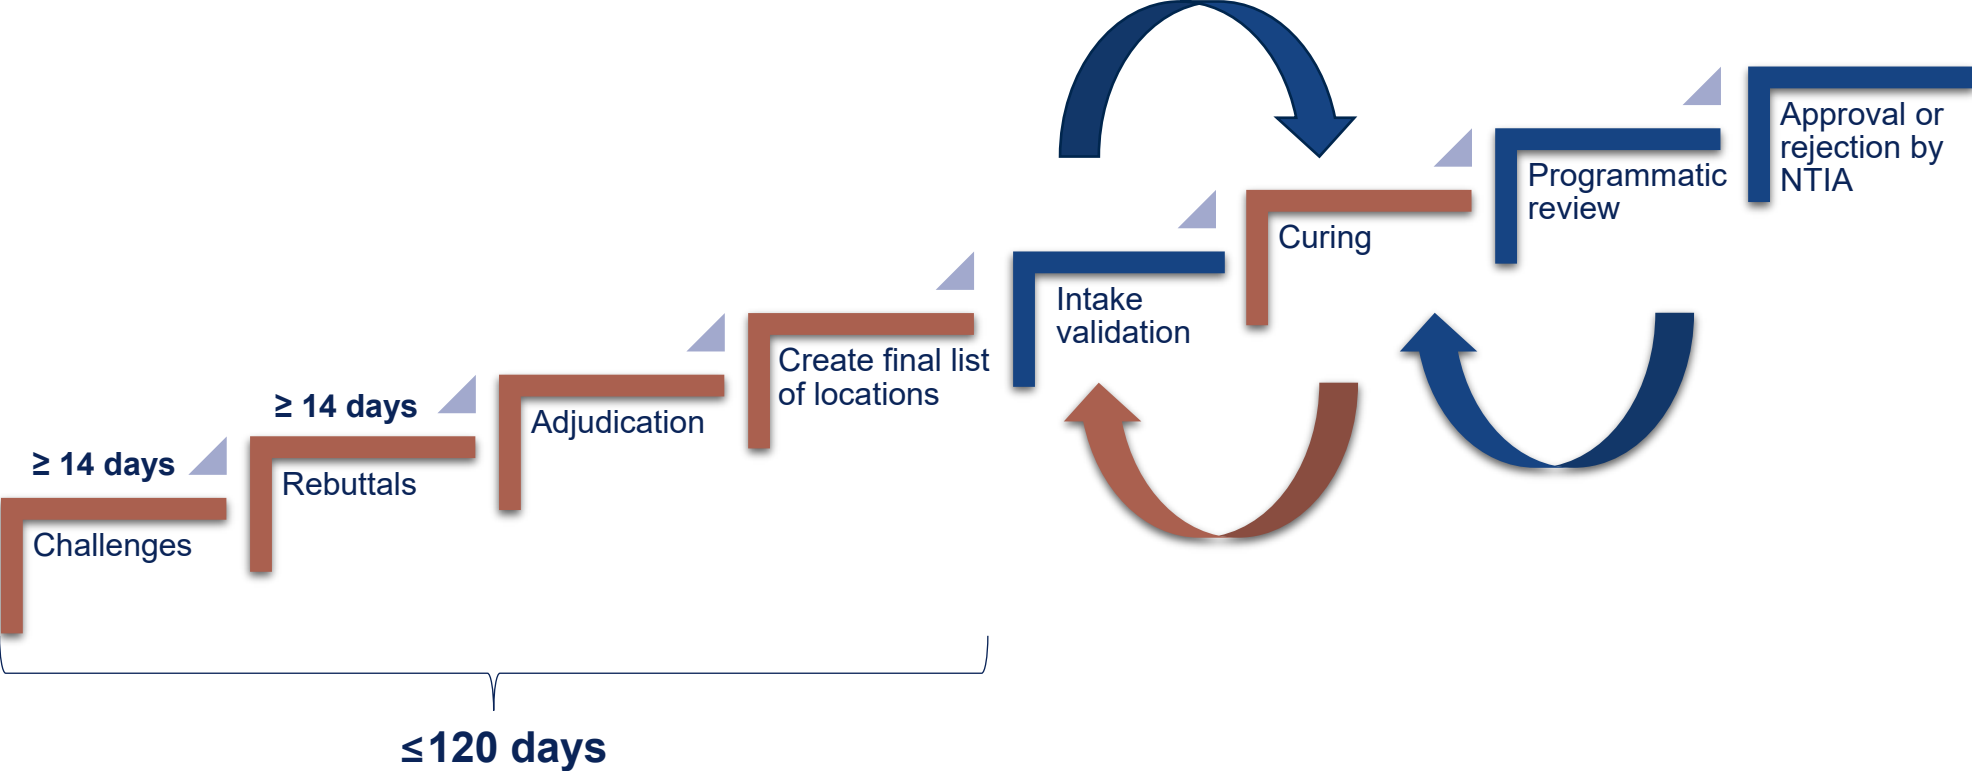 ≥ 14 days
Challenges
≥ 14 days
Rebuttals
Adjudication
Create final list
of locations
Intake
validation
Curing
Programmatic
review
Approval or
rejection by
NTIA
≤ 120 days